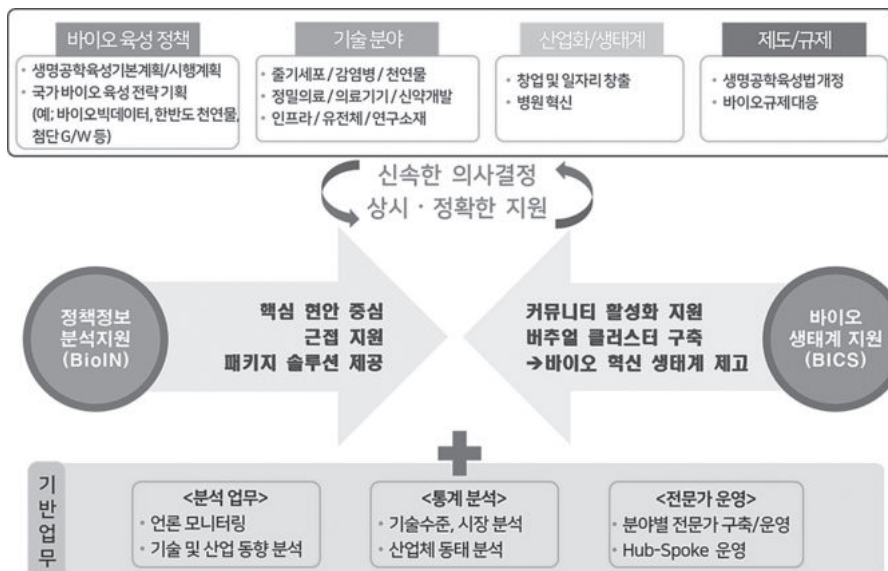 바이오 육성 정책
• 생명공학육성기본계획/시행계획
• 국가 바이오 육성 전략 기획
(예; 바이오빅데이터, 한반도 천연물,
첨단 G/W 등)
기술 분야
• 줄기세포 / 감염병 / 천연물
• 정밀의료 / 의료기기 / 신약개발
• 인프라 / 유전체 / 연구소재
산업화/생태계
• 창업 및 일자리 창출
• 병원 혁신
제도/규제
• 생명공학육성법 개정
• 바이오규제 대응
신속한 의사결정
상시 · 정확한 지원
정책정보
분석지원
(BioIN)
핵심 현안 중심
근접 지원
패키지 솔루션 제공
커뮤니티 활성화 지원
버추얼 클러스터 구축
→바이오 혁신 생태계 제고
바이오
생태계 지원
(BICS)
기
반
업
무
<분석 업무>
• 언론 모니터링
• 기술 및 산업 동향 분석
<통계 분석>
• 기술수준, 시장 분석
• 산업체 동태 분석
<전문가 운영>
• 분야별 전문가 구축/운영
• Hub-Spoke 운영